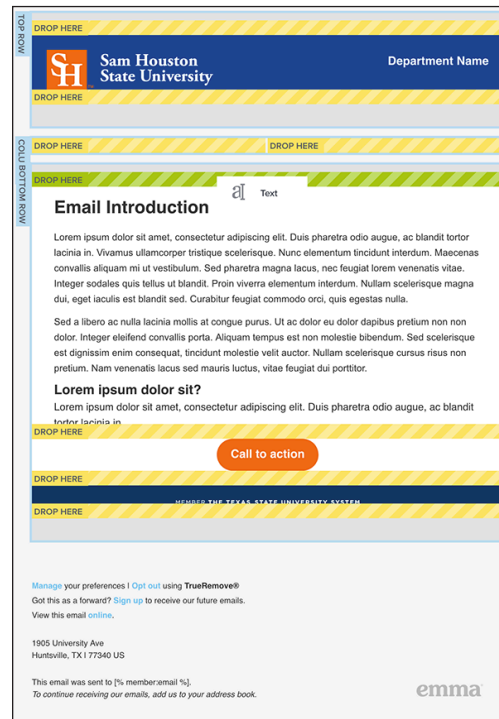 TOP ROW
DROP HERE
SH
Sam Houston
State University
Department Name
DROP HERE
DROP HERE
DROP HERE
COLU
BOTTOM ROW
DROP HERE
a
Text
Email Introduction
Lorem ipsum dolor sit amet, consectetur adipiscing elit. Duis pharetra odio augue, ac blandit tortor
lacinia in. Vivamus ullamcorper tristique scelerisque. Nunc elementum tincidunt interdum. Maecenas
convallis aliquam mi ut vestibulum. Sed pharetra magna lacus, nec feugiat lorem venenatis vitae.
Integer sodales quis tellus ut blandit. Proin viverra elementum interdum. Nullam scelerisque magna
dui, eget iaculis est blandit sed. Curabitur feugiat commodo orci, quis egestas nulla.
Sed a libero ac nulla lacinia mollis at congue purus. Ut ac dolor eu dolor dapibus pretium non non
dolor. Integer eleifend convallis porta. Aliquam tempus est non molestie bibendum. Sed scelerisque
est dignissim enim consequat, tincidunt molestie velit auctor. Nullam scelerisque cursus risus non
pretium. Nam venenatis lacus sed mauris luctus, vitae feugiat dui porttitor.
Lorem ipsum dolor sit?
Lorem ipsum dolor sit amet, consectetur adipiscing elit. Duis pharetra odio augue, ac blandit
tortor lacinia in
DROP HERE
Call to action
DROP HERE
MEMBER THE TEXAS STATE UNIVERSITY SYSTEM
DROP HERE
Manage your preferences | Opt out using TrueRemove®
Got this as a forward? Sign up to receive our future emails.
View this email online.
1905 University Ave
Huntsville, TX | 77340 US
This email was sent to [% member:email %].
To continue receiving our emails, add us to your address book.
emma